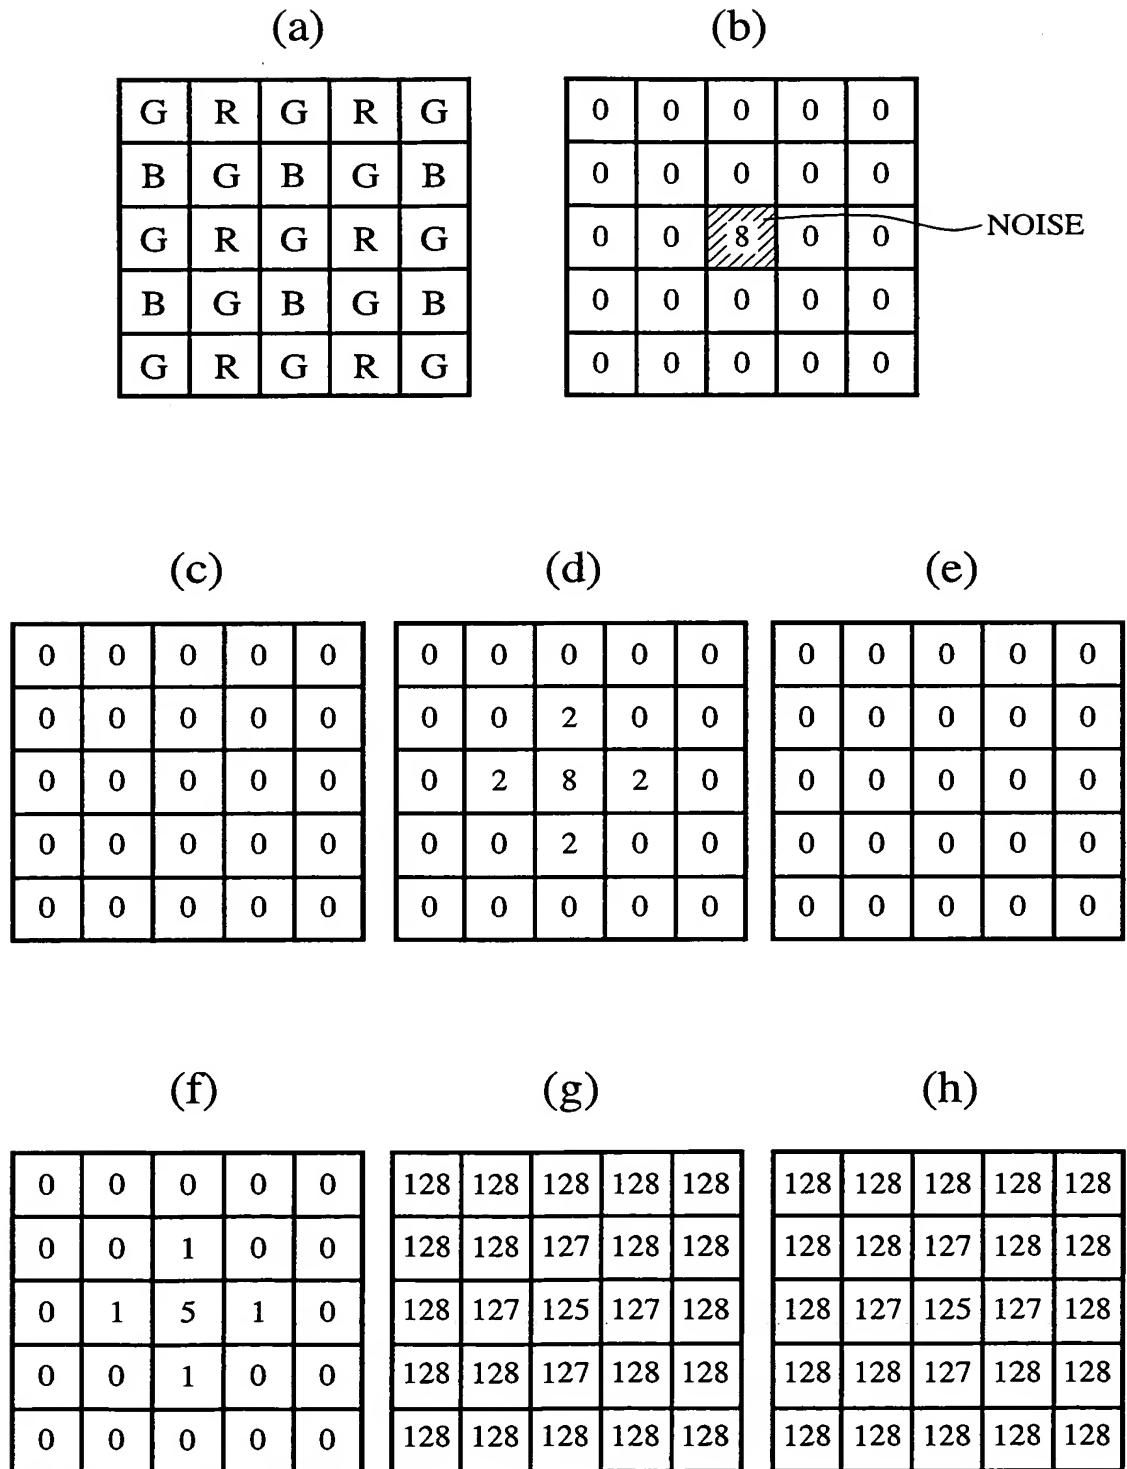 (a) (b)
G R G R G
B G B G B
G R G R G
B G B G B
G R G R G
0 0 0 0 0
0 0 0 0 0
0 0 8 0 0
0 0 0 0 0
0 0 0 0 0
NOISE
(c) (d) (e)
0 0 0 0 0
0 0 0 0 0
0 0 0 0 0
0 0 0 0 0
0 0 0 0 0
0 0 0 0 0
0 0 2 0 0
0 2 8 2 0
0 0 2 0 0
0 0 0 0 0
0 0 0 0 0
0 0 0 0 0
0 0 0 0 0
0 0 0 0 0
0 0 0 0 0
(f) (g) (h)
0 0 0 0 0
0 0 1 0 0
0 1 5 1 0
0 0 1 0 0
0 0 0 0 0
128 128 128 128 128
128 128 127 128 128
128 127 125 127 128
128 128 127 128 128
128 128 128 128 128
128 128 128 128 128
128 128 127 128 128
128 127 125 127 128
128 128 127 128 128
128 128 128 128 128